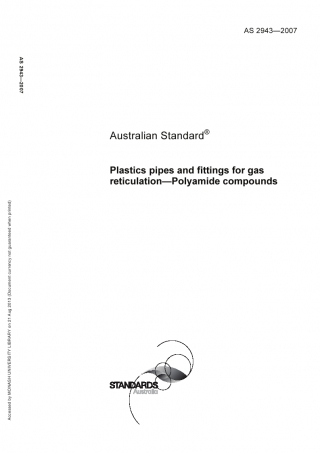 AS 2943—2007
AS 2943—2007
Australian Standard®
Plastics pipes and fittings for gas
reticulation—Polyamide compounds
Accessed by MONASH UNIVERSITY LIBRARY on 21 Aug 2013 (Document currency not guaranteed when printed)
STANDARDS
Australia